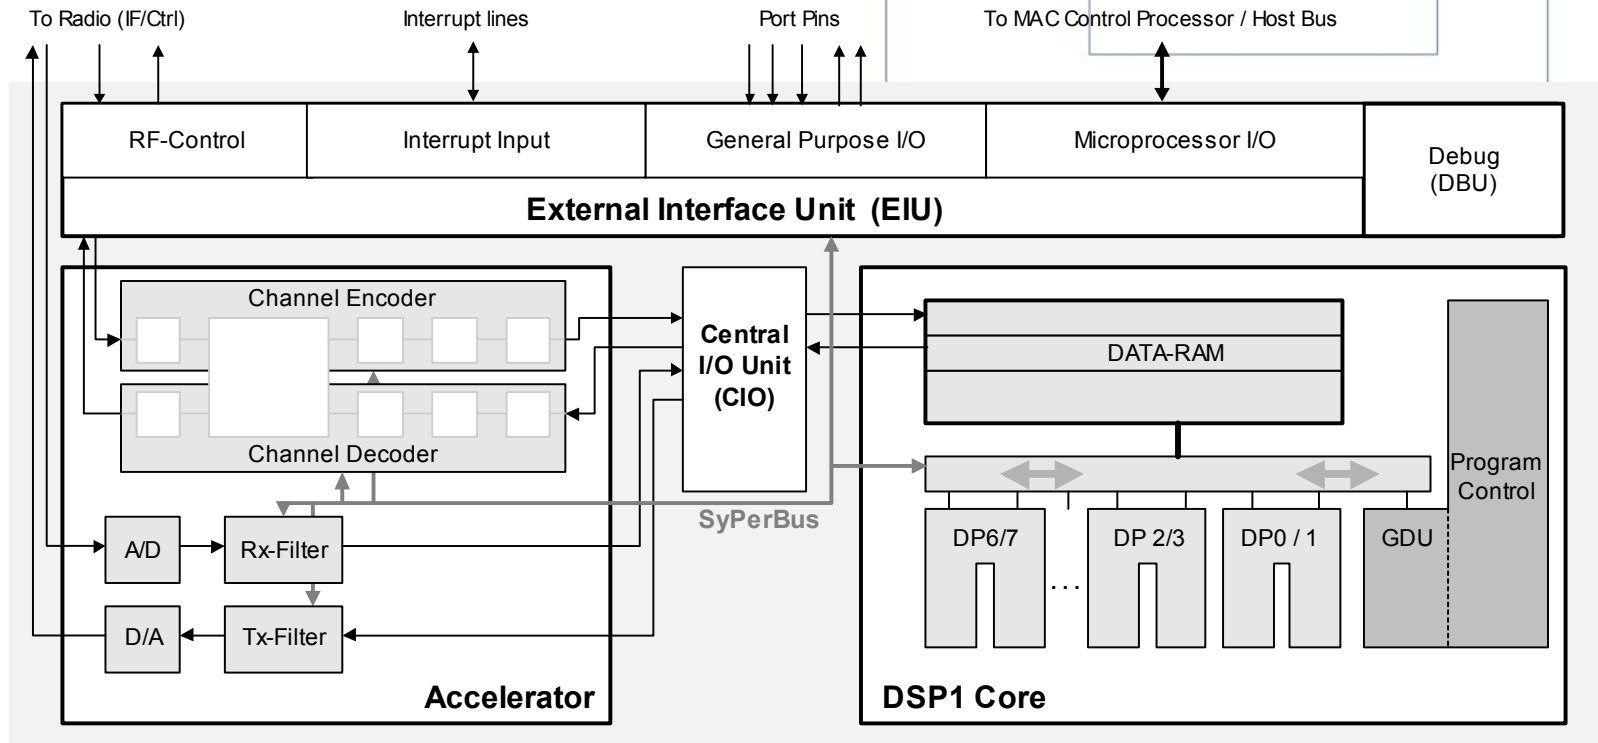 To Radio (IF/Ctrl)
Interrupt lines
Port Pins
To MAC Control Processor / Host Bus
RF-Control
Interrupt Input
General Purpose I/O
Microprocessor I/O
Debug
(DBU)
External Interface Unit (EIU)
Channel Encoder
Channel Decoder
Central
I/O Unit
(CIO)
DATA-RAM
Program
Control
SyPerBus
A/D
Rx-Filter
D/A
Tx-Filter
DP6/7
...
DP 2/3
DP0 / 1
GDU
Accelerator
DSP1 Core